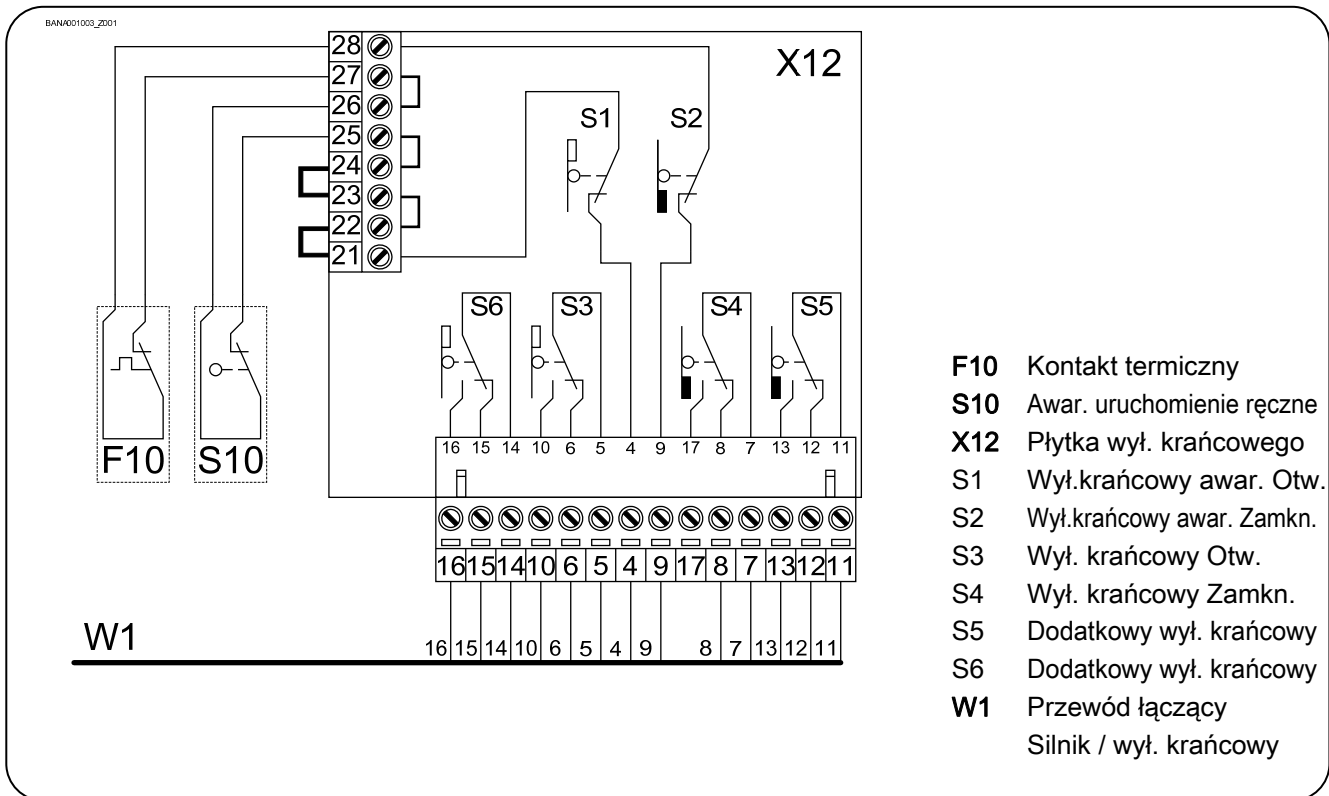 BANA001003_Z001
X12
28
27
26
25
24
23
22
21
S1 S2
S6 S3 S4 S5
F10 S10
16 15 14 10 6 5 4 9 17 8 7 13 12 11
16 15 14 10 6 5 4 9 17 8 7 13 12 11
W1
16 15 14 10 6 5 4 9 8 7 13 12 11
F10 Kontakt termiczny
S10 Awar. uruchomienie ręczne
X12 Płytka wył. krańcowego
S1 Wył.krańcowy awar. Otw.
S2 Wył.krańcowy awar. Zamkn.
S3 Wył. krańcowy Otw.
S4 Wył. krańcowy Zamkn.
S5 Dodatkowy wył. krańcowy
S6 Dodatkowy wył. krańcowy
W1 Przewód łączący
Silnik / wył. krańcowy